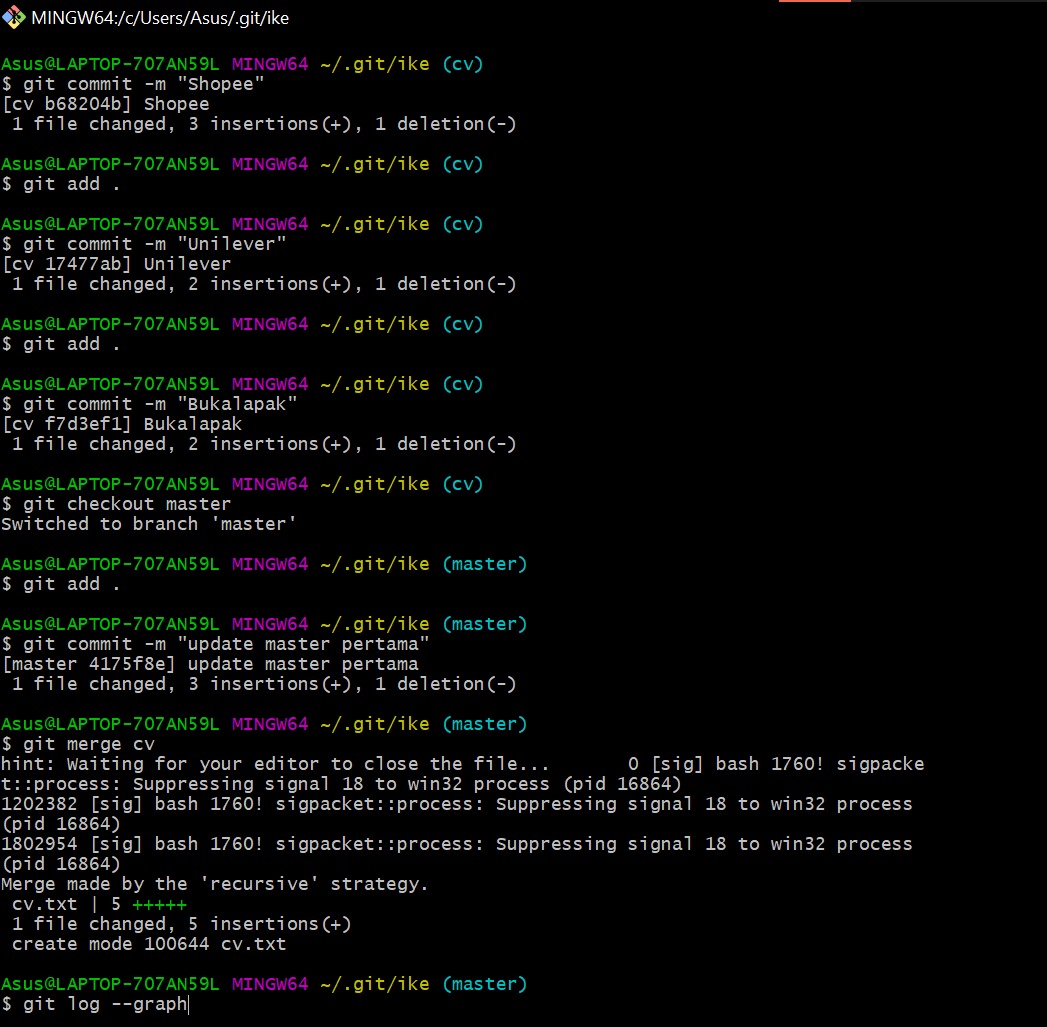 MINGW64:/c/Users/Asus/.git/ike
Asus@LAPTOP-707AN59L MINGW64 ~/.git/ike (cv)
$ git commit -m "Shopee"
[cv b68204b] Shopee
 1 file changed, 3 insertions(+), 1 deletion(-)
Asus@LAPTOP-707AN59L MINGW64 ~/.git/ike (cv)
$ git add .
Asus@LAPTOP-707AN59L MINGW64 ~/.git/ike (cv)
$ git commit -m "Unilever"
[cv 17477ab] Unilever
 1 file changed, 2 insertions(+), 1 deletion(-)
Asus@LAPTOP-707AN59L MINGW64 ~/.git/ike (cv)
$ git add .
Asus@LAPTOP-707AN59L MINGW64 ~/.git/ike (cv)
$ git commit -m "Bukalapak"
[cv f7d3ef1] Bukalapak
 1 file changed, 2 insertions(+), 1 deletion(-)
Asus@LAPTOP-707AN59L MINGW64 ~/.git/ike (cv)
$ git checkout master
Switched to branch 'master'
Asus@LAPTOP-707AN59L MINGW64 ~/.git/ike (master)
$ git add .
Asus@LAPTOP-707AN59L MINGW64 ~/.git/ike (master)
$ git commit -m "update master pertama"
[master 4175f8e] update master pertama
 1 file changed, 3 insertions(+), 1 deletion(-)
Asus@LAPTOP-707AN59L MINGW64 ~/.git/ike (master)
$ git merge cv
hint: Waiting for your editor to close the file...       0 [sig] bash 1760! sigpacke
t::process: Suppressing signal 18 to win32 process (pid 16864)
1202382 [sig] bash 1760! sigpacket::process: Suppressing signal 18 to win32 process
(pid 16864)
1802954 [sig] bash 1760! sigpacket::process: Suppressing signal 18 to win32 process
(pid 16864)
Merge made by the 'recursive' strategy.
 cv.txt | 5 +++++
 1 file changed, 5 insertions(+)
 create mode 100644 cv.txt
Asus@LAPTOP-707AN59L MINGW64 ~/.git/ike (master)
$ git log --graph